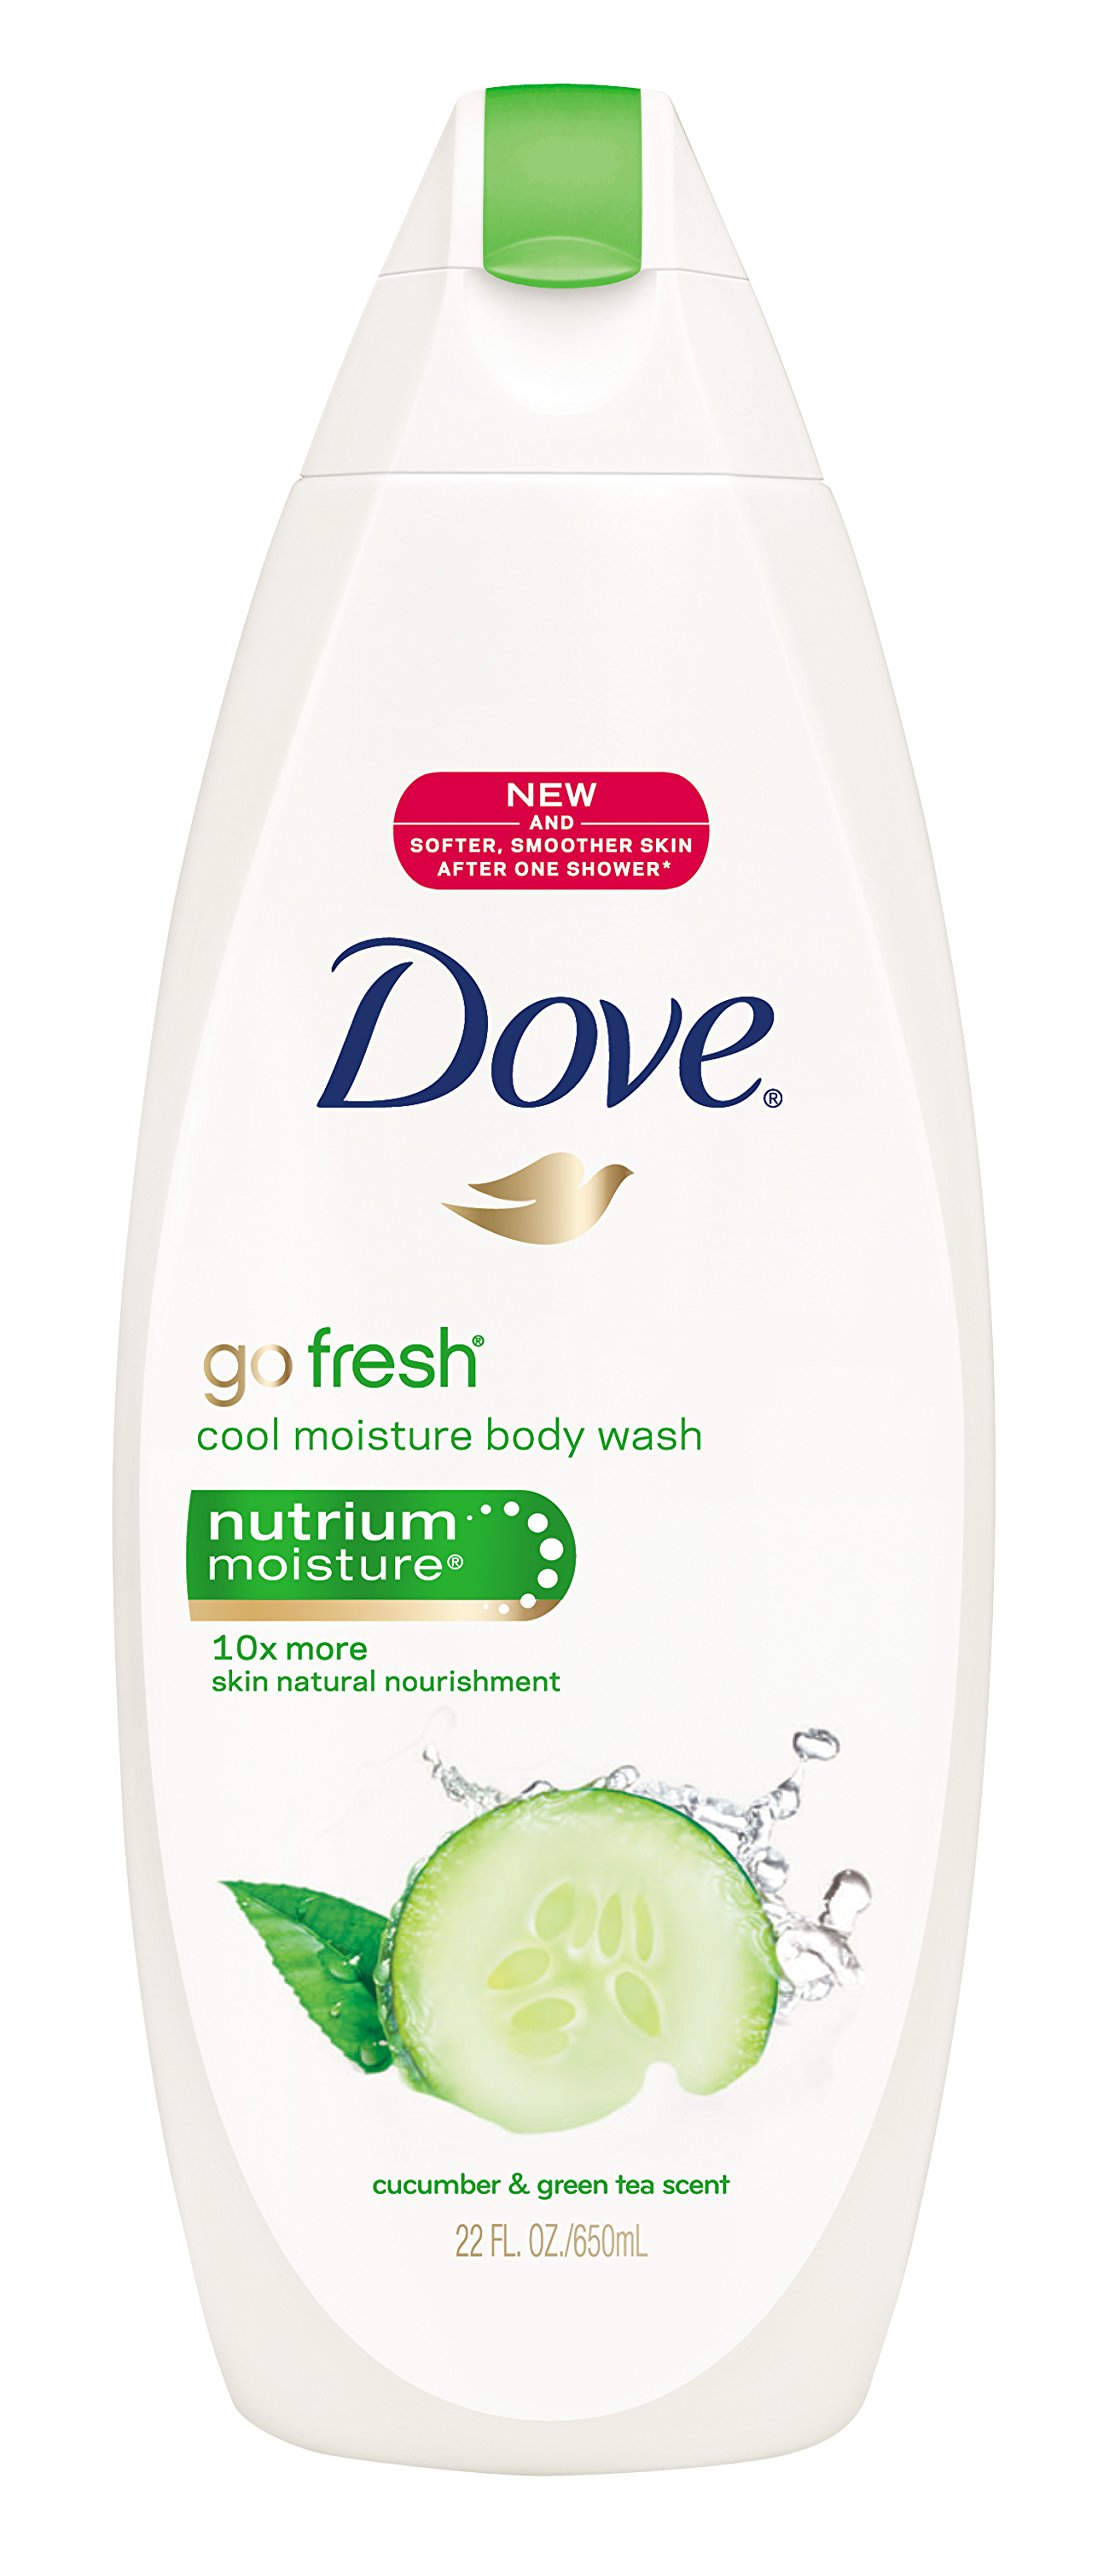 NEW
AND
SOFTER, SMOOTHER SKIN
AFTER ONE SHOWER*
Dove®
go fresh®
cool moisture body wash
nutrium
moisture®
10x more
skin natural nourishment
cucumber & green tea scent
22 FL. OZ./650mL